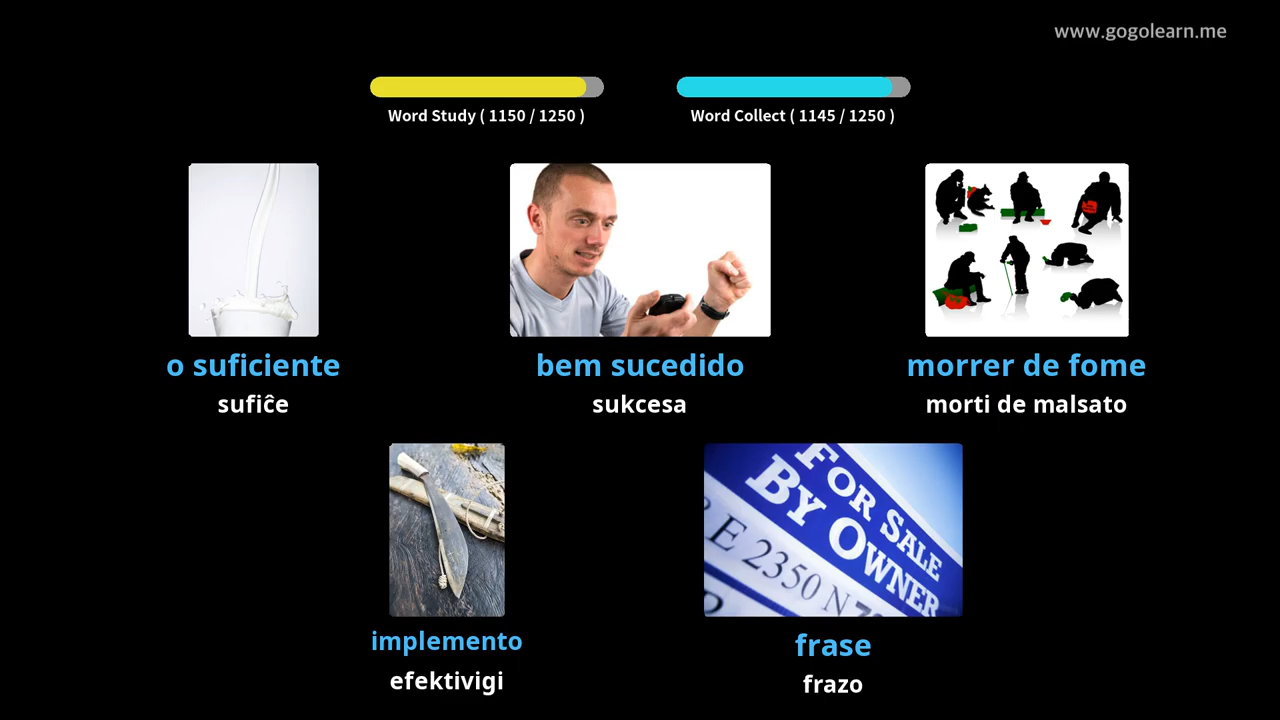 www.gogolearn.me
Word Study ( 1150 / 1250 )
Word Collect ( 1145 / 1250 )
o suficiente
sufiĉe
bem sucedido
sukcesa
morrer de fome
morti de malsato
FOR SALE
BY OWNER
E 2350 N
implemento
efektivigi
frase
frazo